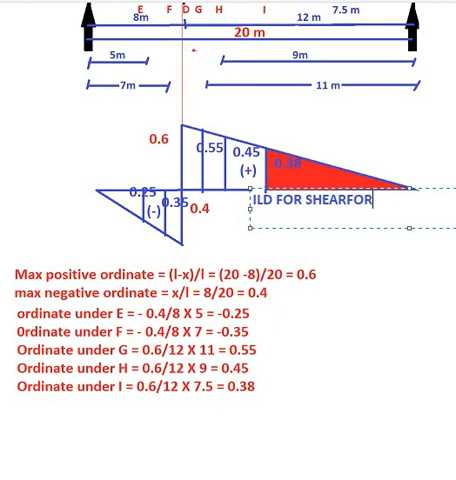 E F D G H I 7.5 m
8m 12 m
20 m
5m 9m
7m 11 m
0.6 0.55 0.45 0.38
(+)
0.25 0.35 0.4
(-) ILD FOR SHEARFOR
Max positive ordinate = (l-x)/l = (20 -8)/20 = 0.6
max negative ordinate = x/l = 8/20 = 0.4
ordinate under E = - 0.4/8 X 5 = -0.25
0rdinate under F = - 0.4/8 X 7 = -0.35
Ordinate under G = 0.6/12 X 11 = 0.55
Ordinate under H = 0.6/12 X 9 = 0.45
Ordinate under I = 0.6/12 X 7.5 = 0.38